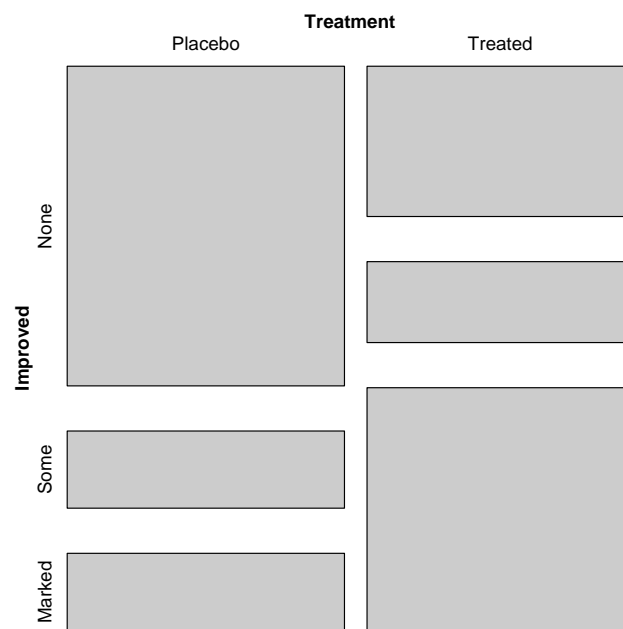 Treatment
Placebo Treated
Improved
None
Some
Marked